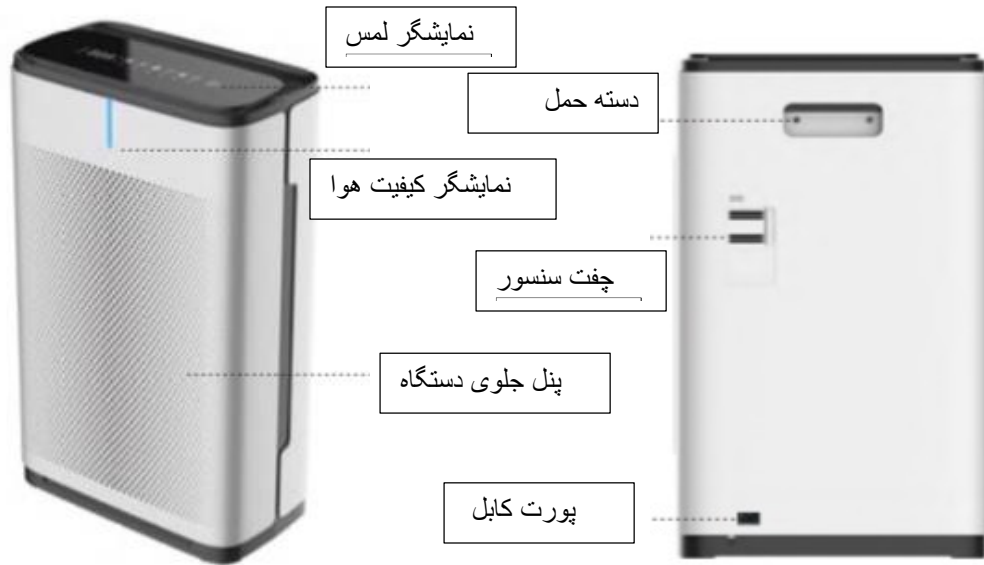 نمایشگر لمس
دسته حمل
نمایشگر کیفیت هوا
چفت سنسور
پنل جلوی دستگاه
پورت کابل